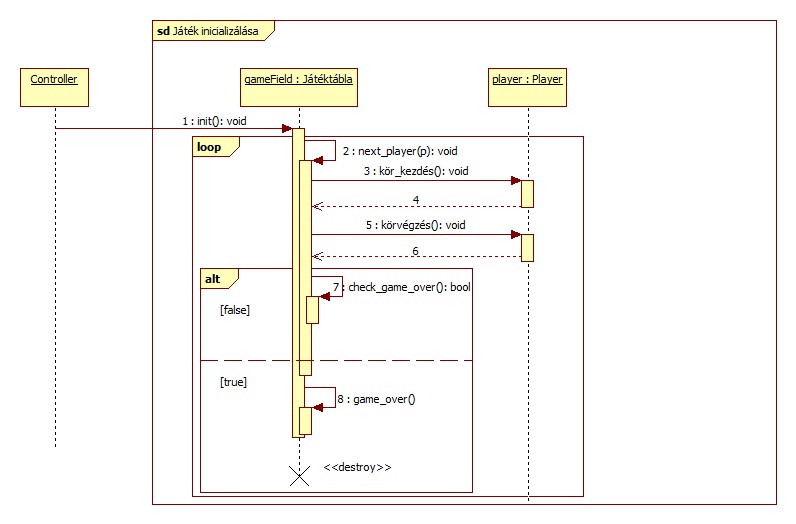 sd Játék inicializálása
Controller
gameField : Játéktábla
player : Player
1 : init(): void
loop
2 : next_player(p): void
3 : kör_kezdés(): void
4
5 : körvégzés(): void
6
alt
7 : check_game_over(): bool
[false]
[true]
8 : game_over()
<<destroy>>